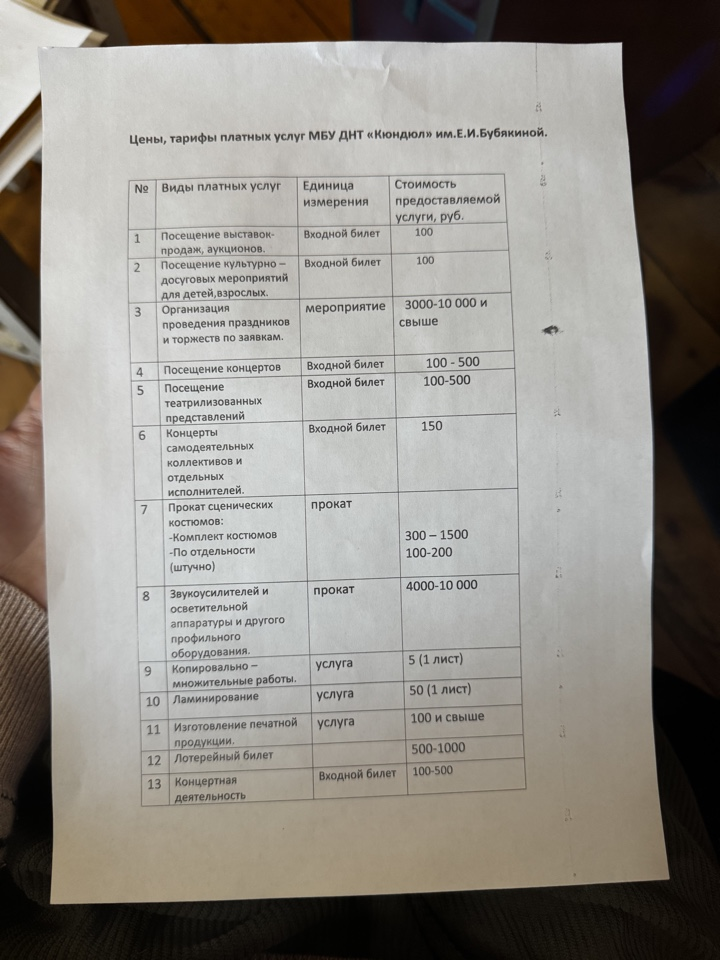 Цены, тарифы платных услуг МБУ ДНТ «Кюндюл» им.Е.И.Бубякиной.
№ Виды платных услуг Единица измерения Стоимость предоставляемой услуги, руб.
1 Посещение выставок- Входной билет 100
продаж, аукционов.
2 Посещение культурно – Входной билет 100
досуговых мероприятий
для детей,взрослых.
3 Организация мероприятие 3000-10 000 и
проведения праздников свыше
и торжеств по заявкам.
4 Посещение концертов Входной билет 100 - 500
5 Посещение Входной билет 100-500
театрилизованных
представлений
6 Концерты Входной билет 150
самодеятельных
коллективов и
отдельных
исполнителей.
7 Прокат сценических прокат
костюмов:
-Комплект костюмов 300 – 1500
-По отдельности 100-200
(штучно)
8 Звукоусилителей и прокат 4000-10 000
осветительной
аппаратуры и другого
профильного
оборудования.
9 Копировально – услуга 5 (1 лист)
множительные работы.
10 Ламинирование услуга 50 (1 лист)
11 Изготовление печатной услуга 100 и свыше
продукции.
12 Лотерейный билет 500-1000
13 Концертная Входной билет 100-500
деятельность